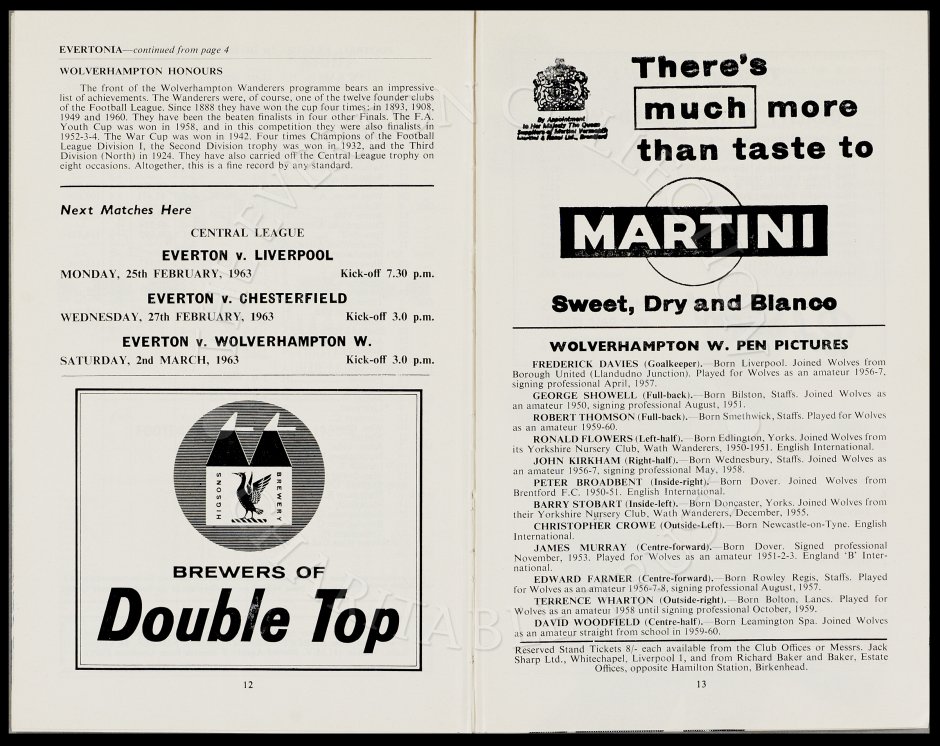 EVERTONIA—continued from page 4
WOLVERHAMPTON HONOURS
The front of the Wolverhampton Wanderers programme bears an impressive
list of achievements. The Wanderers were, of course, one of the twelve founder clubs
of the Football League. Since 1888 they have won the cup four times; in 1893, 1908,
1949 and 1960. They have been the beaten finalists in four other Finals. The F.A.
Youth Cup was won in 1958, and in this competition they were also finalists in
1952-3-4. The War Cup was won in 1942. Four times Champions of the Football
League Division I, the Second Division trophy was won in 1932, and the Third
Division (North) in 1924. They have also carried off the Central League trophy on
eight occasions. Altogether, this is a fine record by any standard.
Next Matches Here
CENTRAL LEAGUE
EVERTON v. LIVERPOOL
MONDAY, 25th FEBRUARY, 1963 Kick-off 7.30 p.m.
EVERTON v. CHESTERFIELD
WEDNESDAY, 27th FEBRUARY, 1963 Kick-off 3.0 p.m.
EVERTON v. WOLVERHAMPTON W.
SATURDAY, 2nd MARCH, 1963 Kick-off 3.0 p.m.
HIGSONS BREWERY
BREWERS OF
Double Top
12
There's
much more
than taste to
By Appointment
to Her Majesty The Queen
Suppliers of Martini Vermouth
Martini & Rossi Ltd., Brentford
MARTINI
Sweet, Dry and Blanco
WOLVERHAMPTON W. PEN PICTURES
FREDERICK DAVIES (Goalkeeper).—Born Liverpool. Joined Wolves from
Borough United (Llandudno Junction). Played for Wolves as an amateur 1956-7,
signing professional April, 1957.
GEORGE SHOWELL (Full-back).—Born Bilston, Staffs. Joined Wolves as
an amateur 1950, signing professional August, 1951.
ROBERT THOMSON (Full-back).—Born Smethwick, Staffs. Played for Wolves
as an amateur 1959-60.
RONALD FLOWERS (Left-half).—Born Edlington, Yorks. Joined Wolves from
its Yorkshire Nursery Club, Wath Wanderers, 1950-1951. English International.
JOHN KIRKHAM (Right-half).—Born Wednesbury, Staffs. Joined Wolves as
an amateur 1956-7, signing professional May, 1958.
PETER BROADBENT (Inside-right).—Born Dover. Joined Wolves from
Brentford F.C. 1950-51. English International.
BARRY STOBART (Inside-left).—Born Doncaster, Yorks. Joined Wolves from
their Yorkshire Nursery Club, Wath Wanderers, December, 1955.
CHRISTOPHER CROWE (Outside-Left).—Born Newcastle-on-Tyne. English
International.
JAMES MURRAY (Centre-forward).—Born Dover. Signed professional
November, 1953. Played for Wolves as an amateur 1951-2-3. England 'B' Inter-
national.
EDWARD FARMER (Centre-forward).—Born Rowley Regis, Staffs. Played
for Wolves as an amateur 1956-7-8, signing professional August, 1957.
TERRENCE WHARTON (Outside-right).—Born Bolton, Lancs. Played for
Wolves as an amateur 1958 until signing professional October, 1959.
DAVID WOODFIELD (Centre-half).—Born Leamington Spa. Joined Wolves
as an amateur straight from school in 1959-60.
Reserved Stand Tickets 8/- each available from the Club Offices or Messrs. Jack
Sharp Ltd., Whitechapel, Liverpool 1, and from Richard Baker and Baker, Estate
Offices, opposite Hamilton Station, Birkenhead.
13